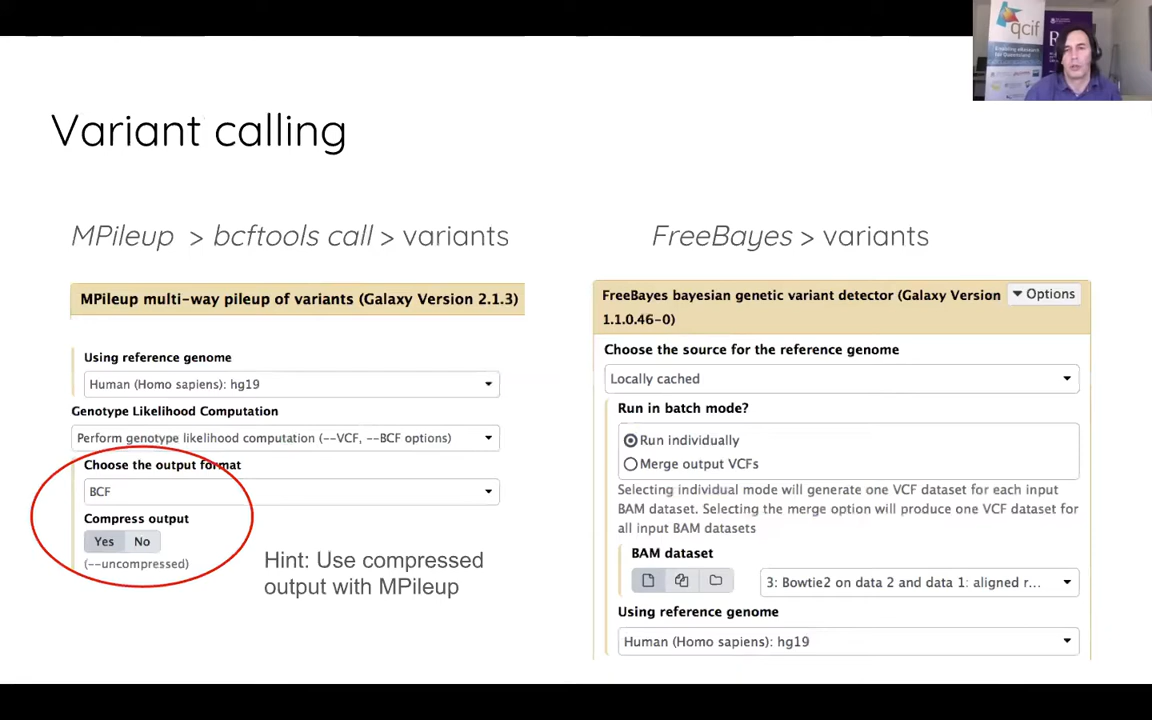 qcif
Enabling eResearch
for Queensland
Variant calling
MPileup > bcftools call > variants
MPileup multi-way pileup of variants (Galaxy Version 2.1.3)
Using reference genome
Human (Homo sapiens): hg19
Genotype Likelihood Computation
Perform genotype likelihood computation (--VCF, --BCF options)
Choose the output format
BCF
Compress output
Yes No
(--uncompressed)
Hint: Use compressed
output with MPileup
FreeBayes > variants
FreeBayes bayesian genetic variant detector (Galaxy Version
1.1.0.46-0)
Options
Choose the source for the reference genome
Locally cached
Run in batch mode?
Run individually
Merge output VCFs
Selecting individual mode will generate one VCF dataset for each input
BAM dataset. Selecting the merge option will produce one VCF dataset for
all input BAM datasets
BAM dataset
3: Bowtie2 on data 2 and data 1: aligned r...
Using reference genome
Human (Homo sapiens): hg19